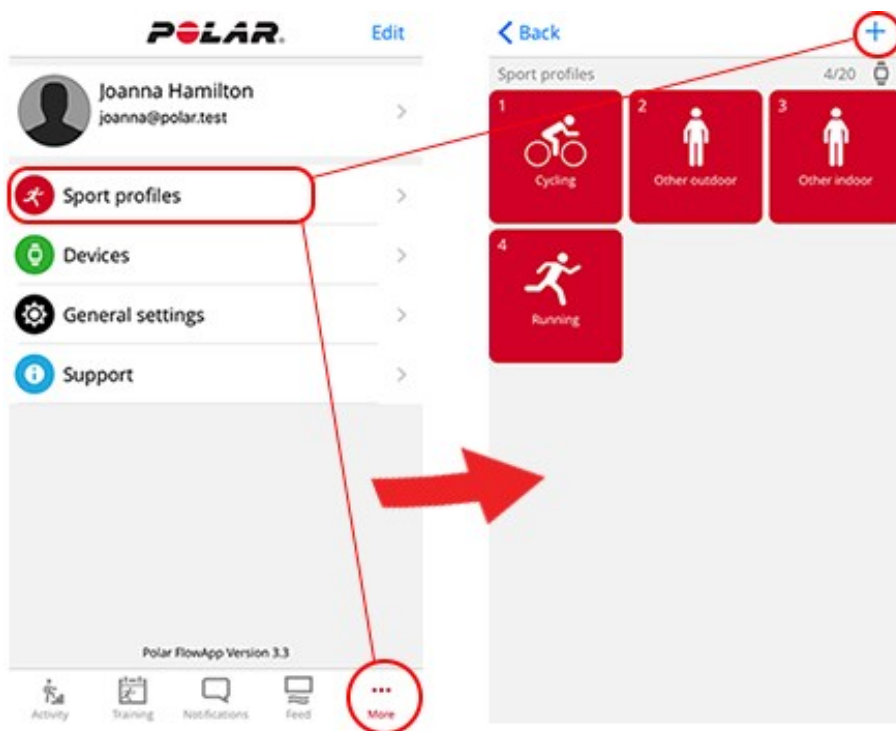 POLAR.
Edit
Joanna Hamilton
joanna@polar.test
Sport profiles
Devices
General settings
Support
Polar FlowApp Version 3.3
Activity
Training
Notifications
Feed
More
Back
Sport profiles
4/20
1
Cycling
2
Other outdoor
3
Other indoor
4
Running